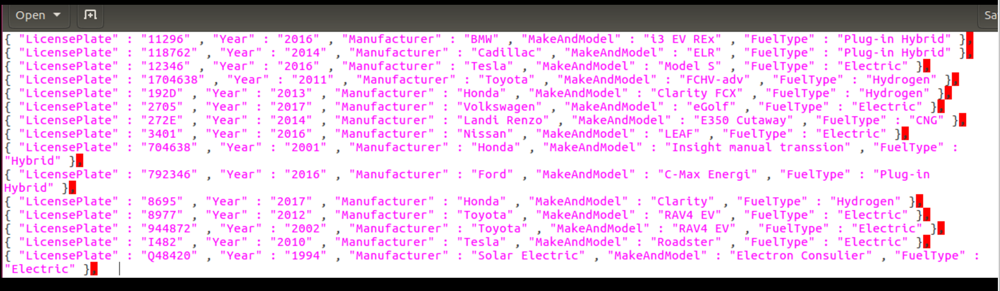 Open
Sa
{ "LicensePlate" : "11296" , "Year" : "2016" , "Manufacturer" : "BMW" , "MakeAndModel" : "i3 EV REx" , "FuelType" : "Plug-in Hybrid" },
{ "LicensePlate" : "118762" , "Year" : "2014" , "Manufacturer" : "Cadillac" , "MakeAndModel" : "ELR" , "FuelType" : "Plug-in Hybrid" },
{ "LicensePlate" : "12346" , "Year" : "2016" , "Manufacturer" : "Tesla" , "MakeAndModel" : "Model S" , "FuelType" : "Electric" },
{ "LicensePlate" : "1704638" , "Year" : "2011" , "Manufacturer" : "Toyota" , "MakeAndModel" : "FCHV-adv" , "FuelType" : "Hydrogen" },
{ "LicensePlate" : "192D" , "Year" : "2013" , "Manufacturer" : "Honda" , "MakeAndModel" : "Clarity FCX" , "FuelType" : "Hydrogen" },
{ "LicensePlate" : "2705" , "Year" : "2017" , "Manufacturer" : "Volkswagen" , "MakeAndModel" : "eGolf" , "FuelType" : "Electric" },
{ "LicensePlate" : "272E" , "Year" : "2014" , "Manufacturer" : "Landi Renzo" , "MakeAndModel" : "E350 Cutaway" , "FuelType" : "CNG" },
{ "LicensePlate" : "3401" , "Year" : "2016" , "Manufacturer" : "Nissan" , "MakeAndModel" : "LEAF" , "FuelType" : "Electric" },
{ "LicensePlate" : "704638" , "Year" : "2001" , "Manufacturer" : "Honda" , "MakeAndModel" : "Insight manual transsion" , "FuelType" :
"Hybrid" },
{ "LicensePlate" : "792346" , "Year" : "2016" , "Manufacturer" : "Ford" , "MakeAndModel" : "C-Max Energi" , "FuelType" : "Plug-in
Hybrid" },
{ "LicensePlate" : "8695" , "Year" : "2017" , "Manufacturer" : "Honda" , "MakeAndModel" : "Clarity" , "FuelType" : "Hydrogen" },
{ "LicensePlate" : "8977" , "Year" : "2012" , "Manufacturer" : "Toyota" , "MakeAndModel" : "RAV4 EV" , "FuelType" : "Electric" },
{ "LicensePlate" : "944872" , "Year" : "2002" , "Manufacturer" : "Toyota" , "MakeAndModel" : "RAV4 EV" , "FuelType" : "Electric" },
{ "LicensePlate" : "I482" , "Year" : "2010" , "Manufacturer" : "Tesla" , "MakeAndModel" : "Roadster" , "FuelType" : "Electric" },
{ "LicensePlate" : "Q48420" , "Year" : "1994" , "Manufacturer" : "Solar Electric" , "MakeAndModel" : "Electron Consulier" , "FuelType" :
"Electric" },